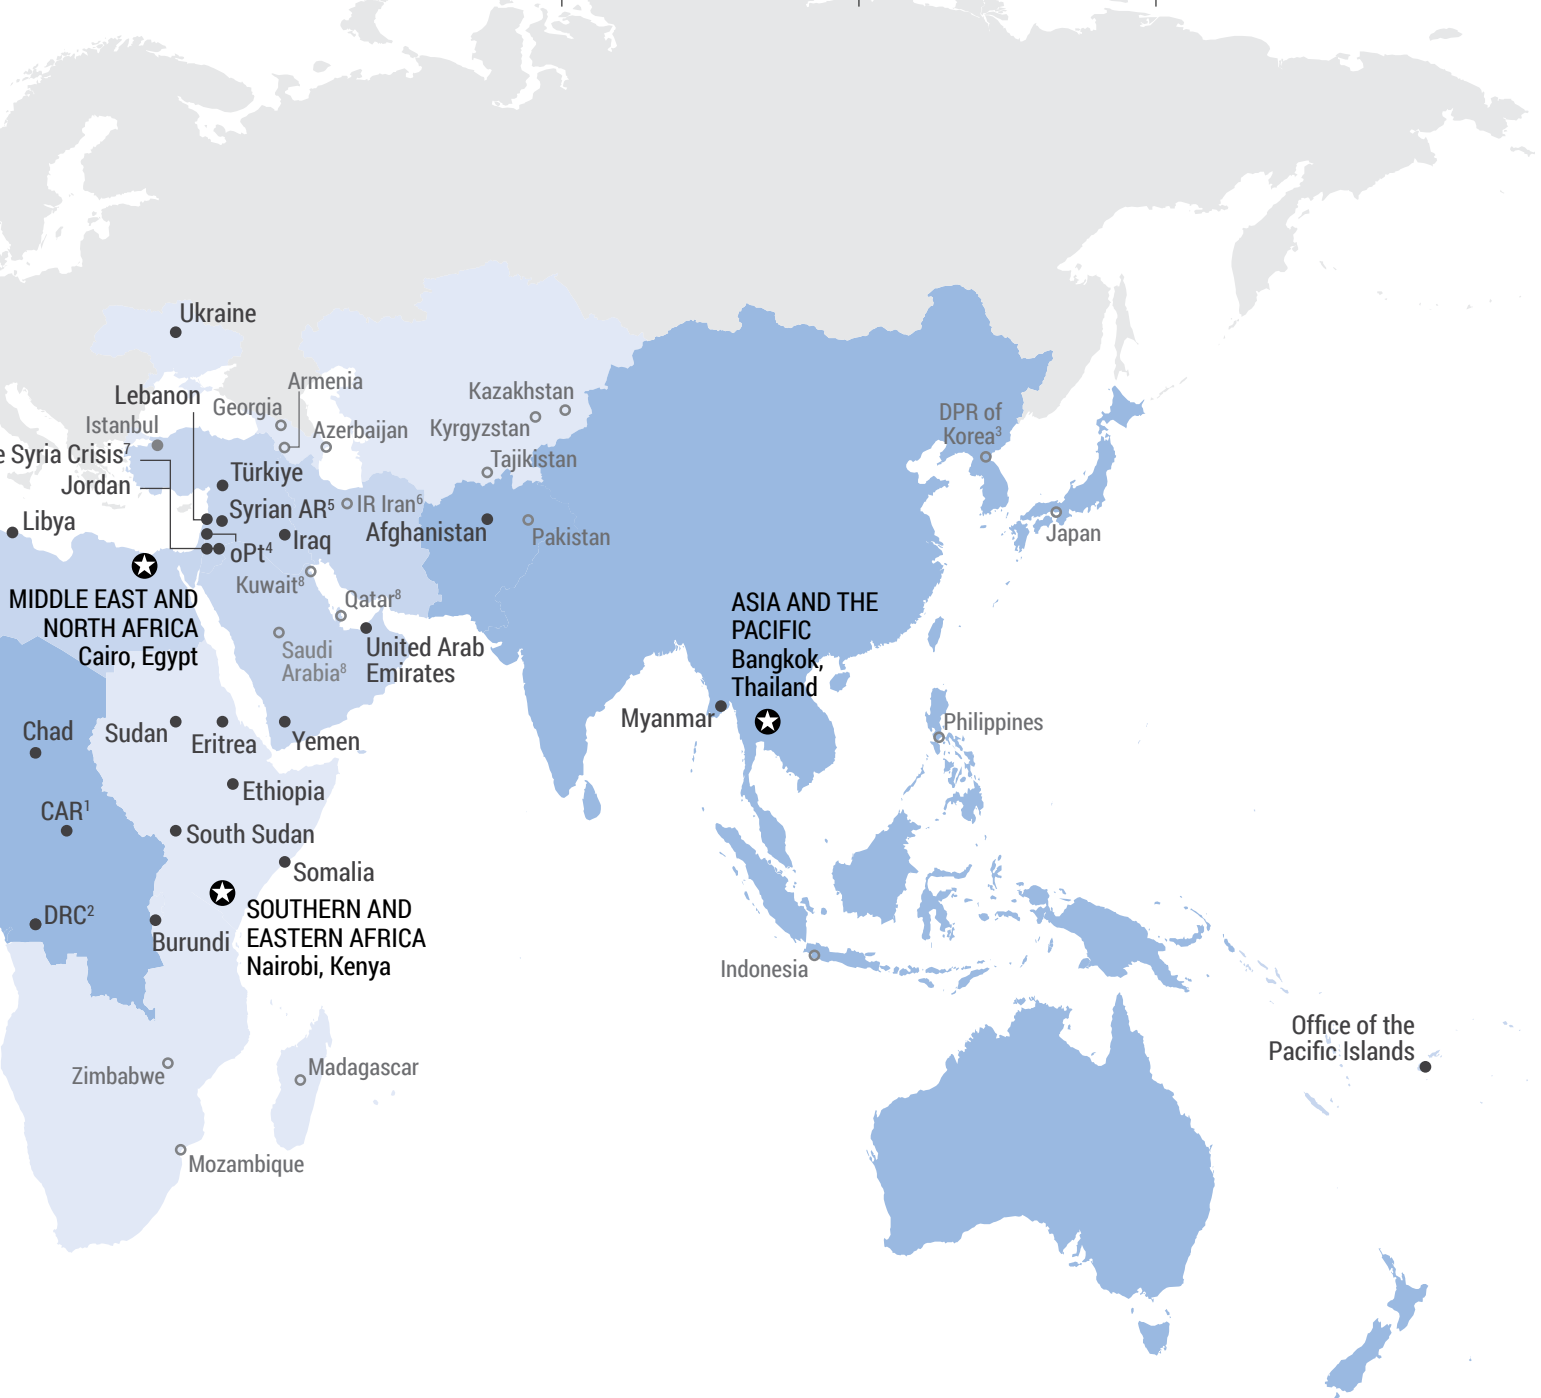 Ukraine
Armenia
Lebanon
Georgia
Istanbul
Azerbaijan
Kazakhstan
Kyrgyzstan
Tajikistan
DPR of
Korea³
e Syria Crisis⁷
Jordan
Türkiye
Syrian AR⁵
IR Iran⁶
Libya
Afghanistan
Pakistan
Japan
Iraq
oPt⁴
Kuwait⁸
Qatar⁸
MIDDLE EAST AND
NORTH AFRICA
Cairo, Egypt
Saudi
Arabia⁸
United Arab
Emirates
ASIA AND THE
PACIFIC
Bangkok,
Thailand
Myanmar
Philippines
Chad
Sudan
Eritrea
Yemen
Ethiopia
CAR¹
South Sudan
Somalia
DRC²
Burundi
SOUTHERN AND
EASTERN AFRICA
Nairobi, Kenya
Indonesia
Office of the
Pacific Islands
Zimbabwe
Madagascar
Mozambique